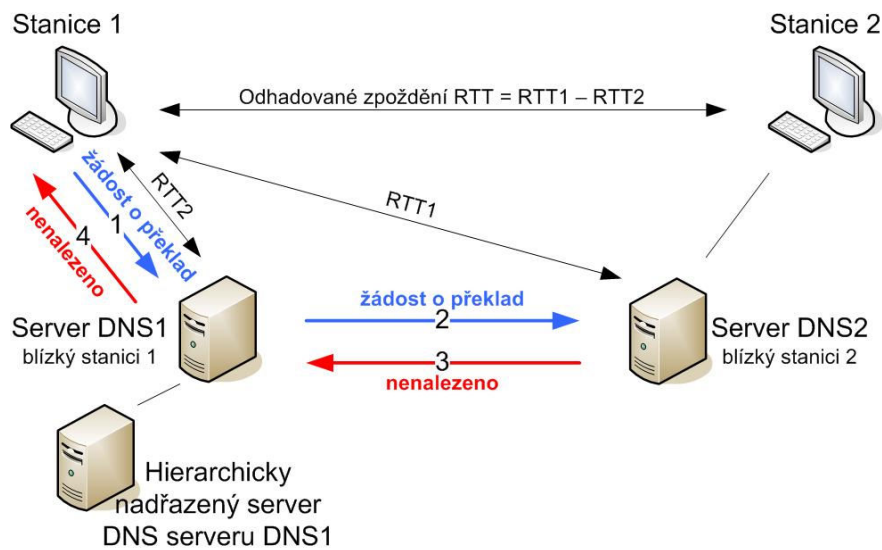 Stanice 1
Stanice 2
Odhadované zpoždění RTT = RTT1 – RTT2
žádost o překlad
1
RTT2
4
nenalezeno
RTT1
Server DNS1
blízký stanici 1
žádost o překlad
2
3
nenalezeno
Server DNS2
blízký stanici 2
Hierarchicky
nadřazený server
DNS serveru DNS1